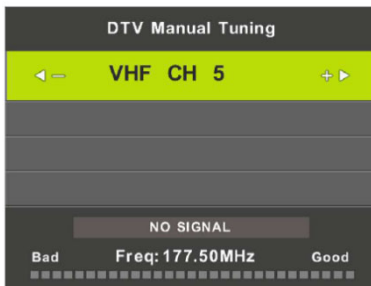 DTV Manual Tuning
VHF CH 5
NO SIGNAL
Bad Freq: 177.50MHz Good